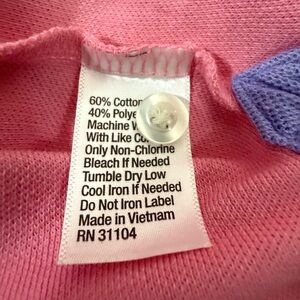 60% Cotton
40% Polye
Machine W
With Like Co
Only Non-Chlorine
Bleach If Needed
Tumble Dry Low
Cool Iron If Needed
Do Not Iron Label
Made in Vietnam
RN 31104